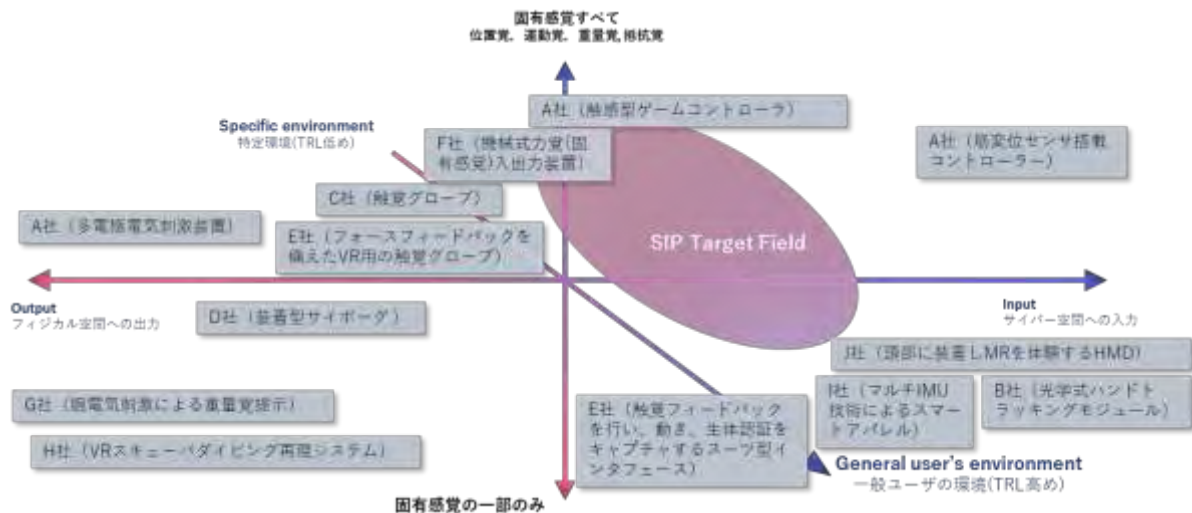 固有感覚すべて
位置覚、運動覚、重量覚,抵抗覚
A社（触感型ゲームコントローラ）
Specific environment
特定環境(TRL低め)
F社（機械式力覚(固
有感覚)入出力装置）
A社（筋変位センサ搭載
コントローラー）
C社（触覚グローブ）
A社（多電極電気刺激装置）
E社（フォースフィードバックを
備えたVR用の触覚グローブ）
SIP Target Field
Output
フィジカル空間への出力
Input
サイバー空間への入力
D社（装着型サイボーグ）
J社（頭部に装着しMRを体験するHMD）
G社（腱電気刺激による重量覚提示）
E社（触覚フィードバック
を行い、動き、生体認証を
キャプチャするスーツ型イ
ンタフェース）
I社（マルチIMU
技術によるスマー
トアパレル）
B社（光学式ハンドト
ラッキングモジュール）
H社（VRスキューバダイビング再現システム）
General user's environment
一般ユーザの環境(TRL高め)
固有感覚の一部のみ